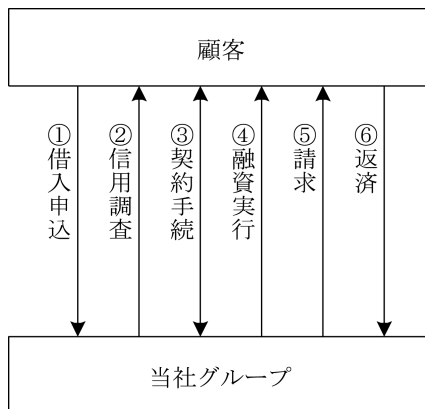 顧客
①借入申込
②信用調査
③契約手続
④融資実行
⑤請求
⑥返済
当社グループ